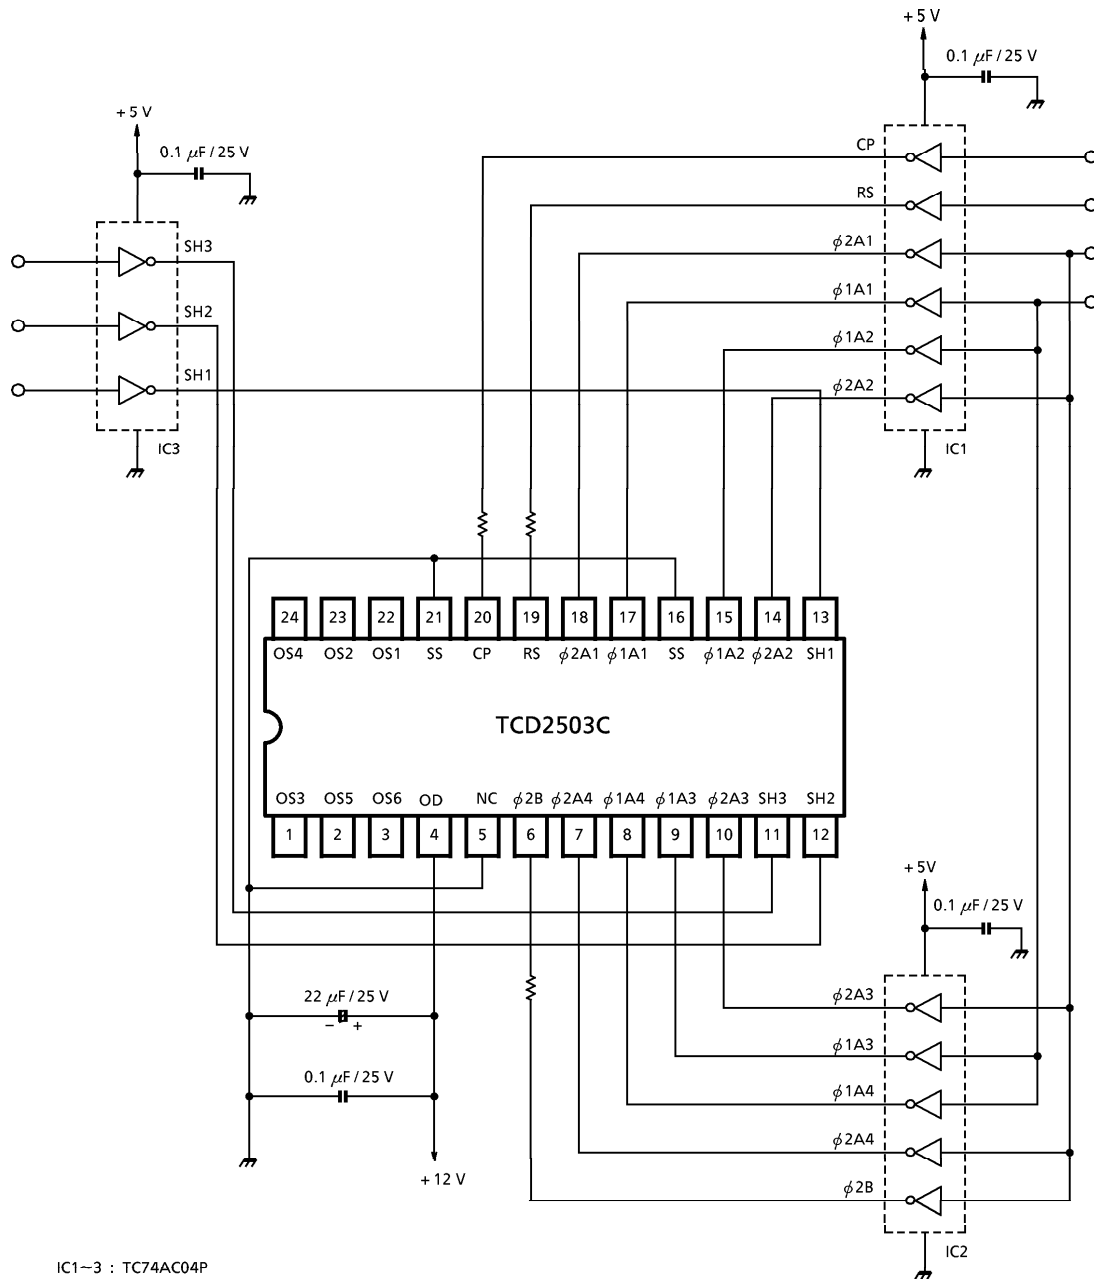 +5 V
0.1 μF/25 V
+5 V
0.1 μF/25 V
CP
RS
SH3
φ2A1
φ1A1
SH2
φ1A2
SH1
φ2A2
IC3
IC1
24 23 22 21 20 19 18 17 16 15 14 13
OS4 OS2 OS1 SS CP RS φ2A1 φ1A1 SS φ1A2 φ2A2 SH1
TCD2503C
OS3 OS5 OS6 OD NC φ2B φ2A4 φ1A4 φ1A3 φ2A3 SH3 SH2
1 2 3 4 5 6 7 8 9 10 11 12
+5V
0.1 μF/25 V
22 μF/25 V
− +
φ2A3
φ1A3
0.1 μF/25 V
φ1A4
φ2A4
+12 V
φ2B
IC2
IC1~3 : TC74AC04P